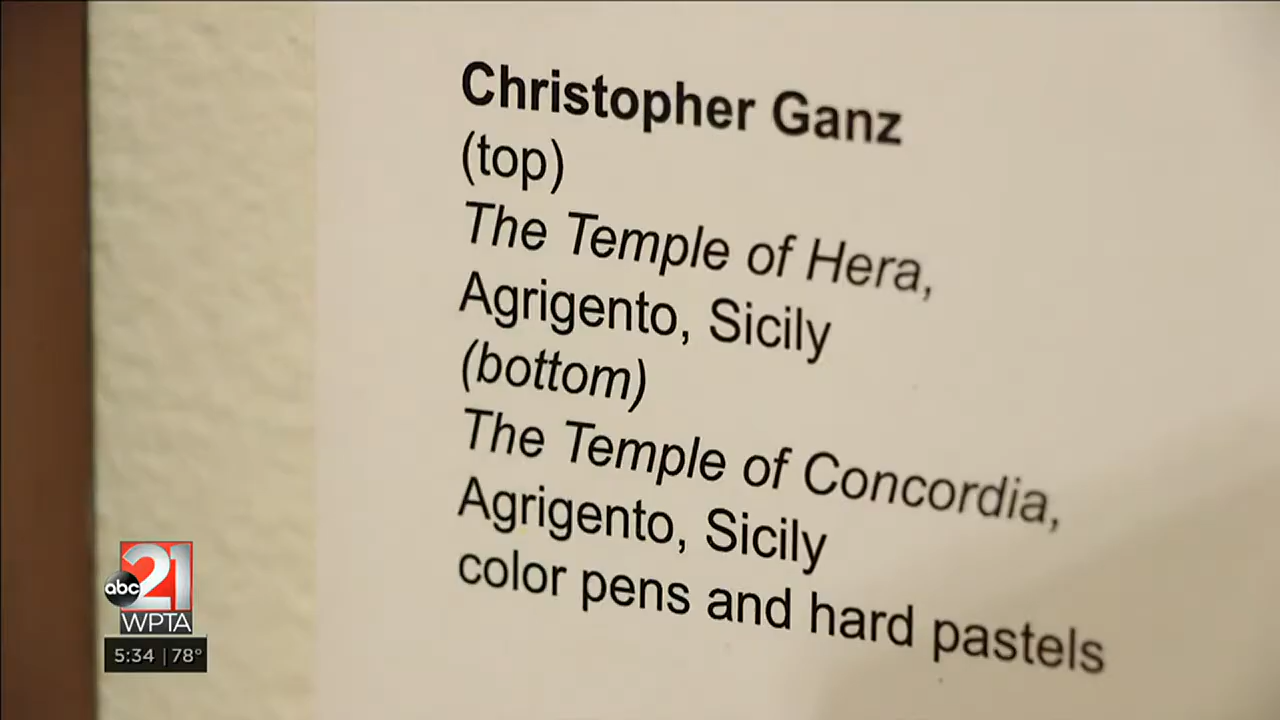 Christopher Ganz
(top)
The Temple of Hera,
Agrigento, Sicily
(bottom)
The Temple of Concordia,
Agrigento, Sicily
color pens and hard pastels
abc 21
WPTA
5:34 | 78°